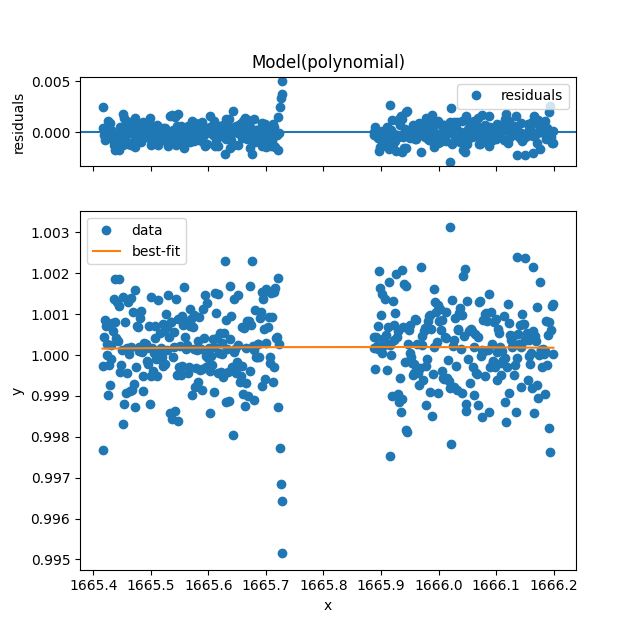 Model(polynomial)
residuals
0.005
0.000
residuals
data
best-fit
y
1.003
1.002
1.001
1.000
0.999
0.998
0.997
0.996
0.995
1665.4 1665.5 1665.6 1665.7 1665.8 1665.9 1666.0 1666.1 1666.2
x